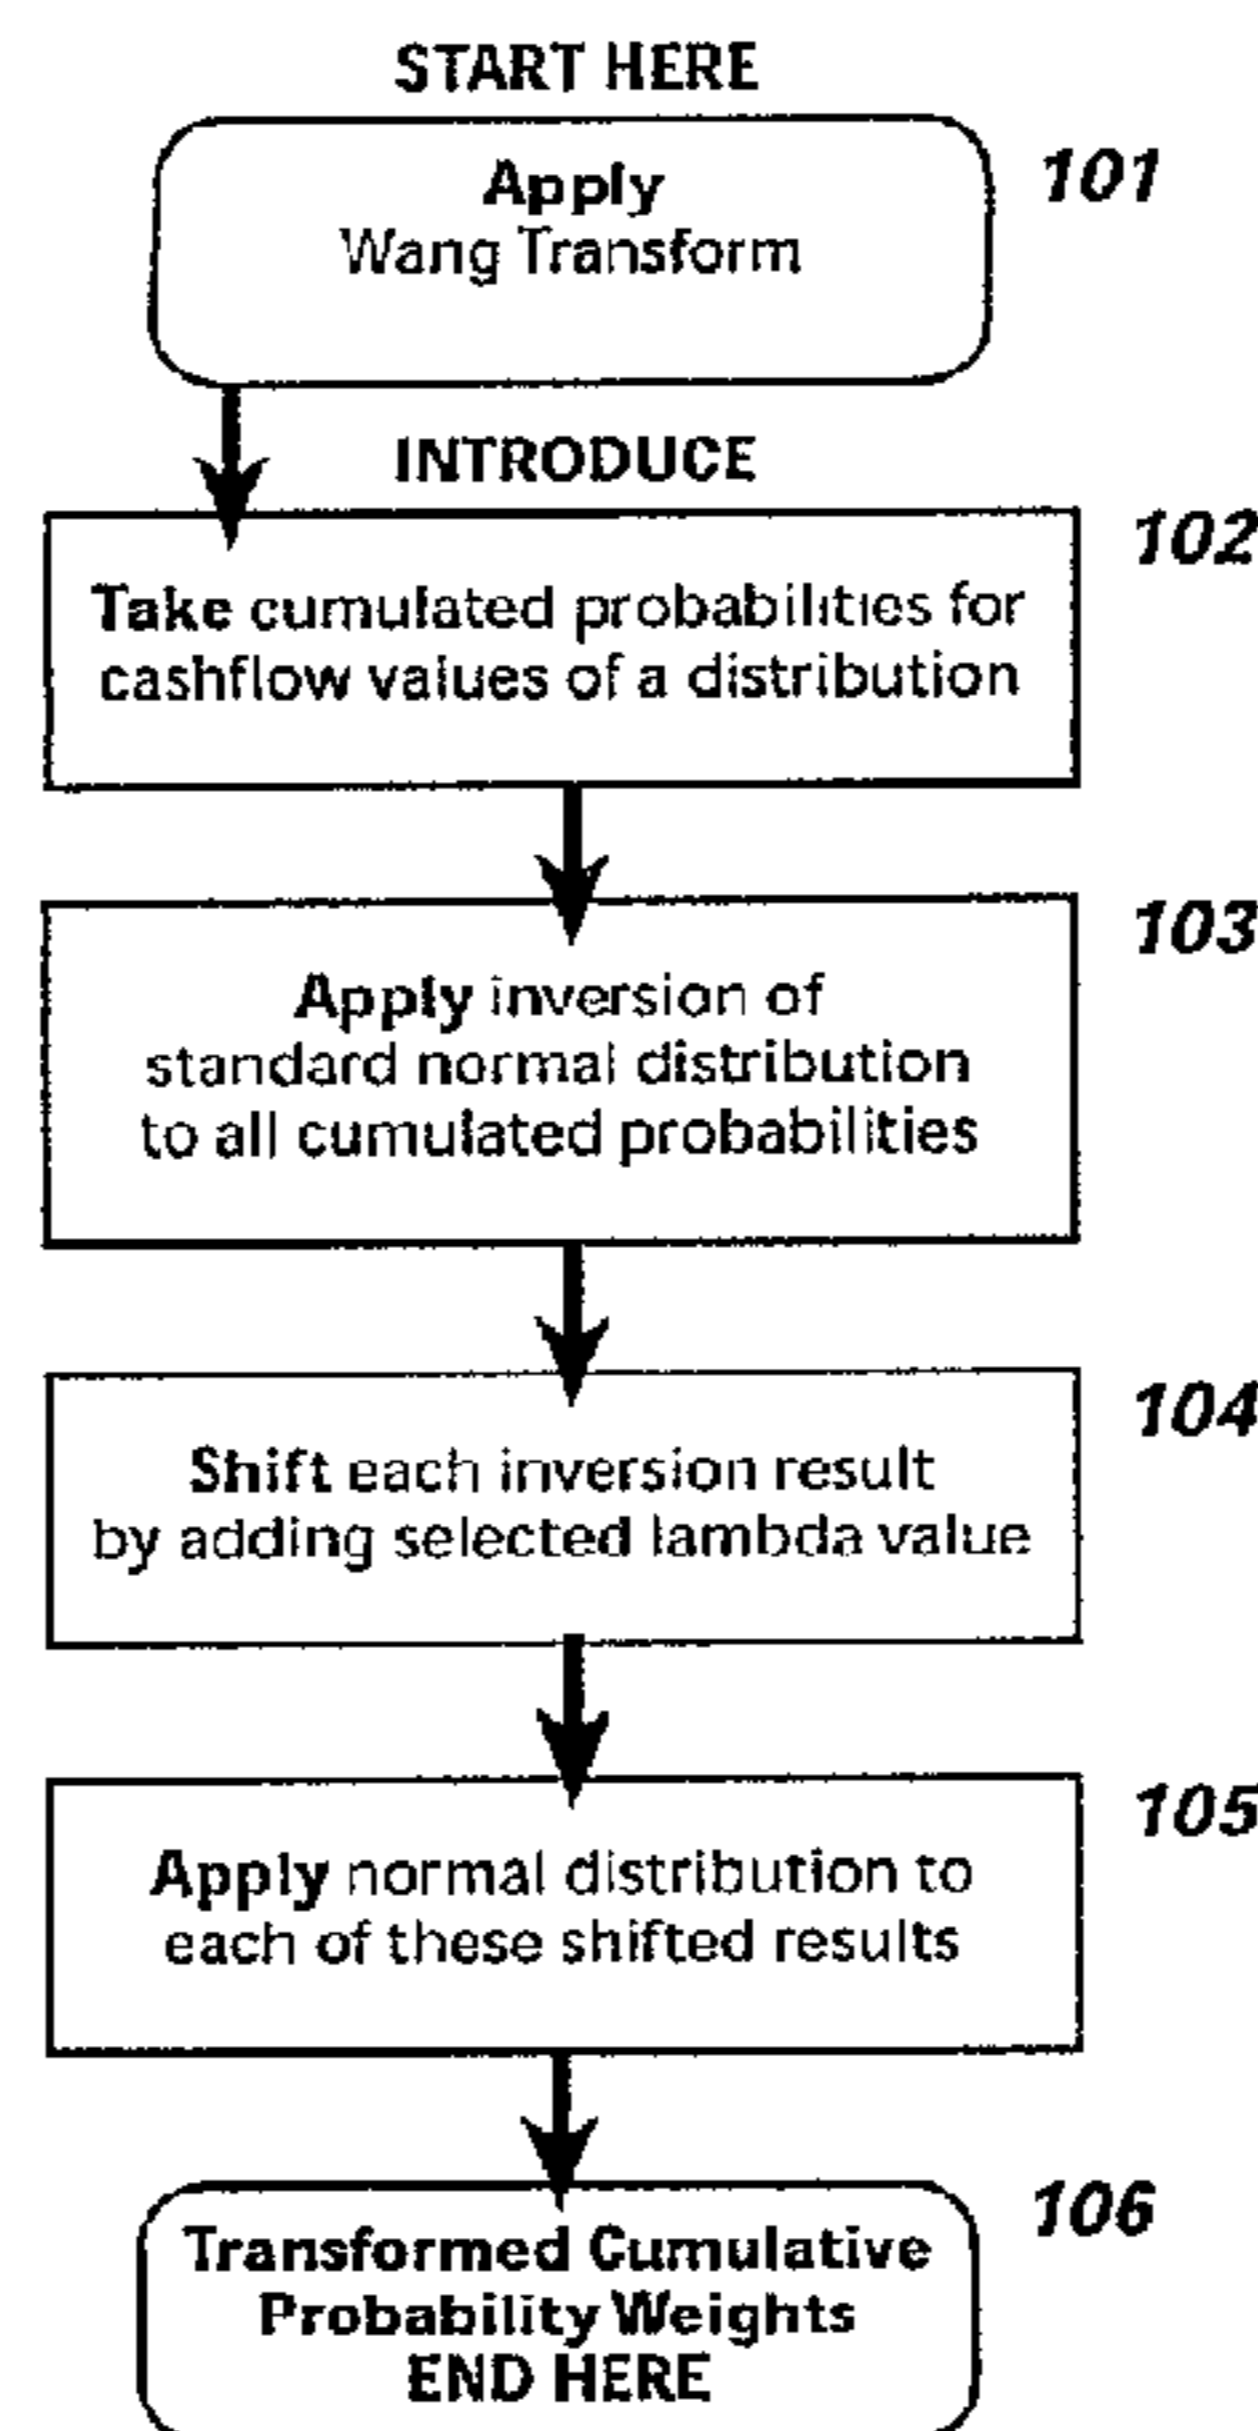 START HERE
Apply
Wang Transform
101
INTRODUCE
102
Take cumulated probabilities for
cashflow values of a distribution
103
Apply inversion of
standard normal distribution
to all cumulated probabilities
104
Shift each inversion result
by adding selected lambda value
105
Apply normal distribution to
each of these shifted results
106
Transformed Cumulative
Probability Weights
END HERE